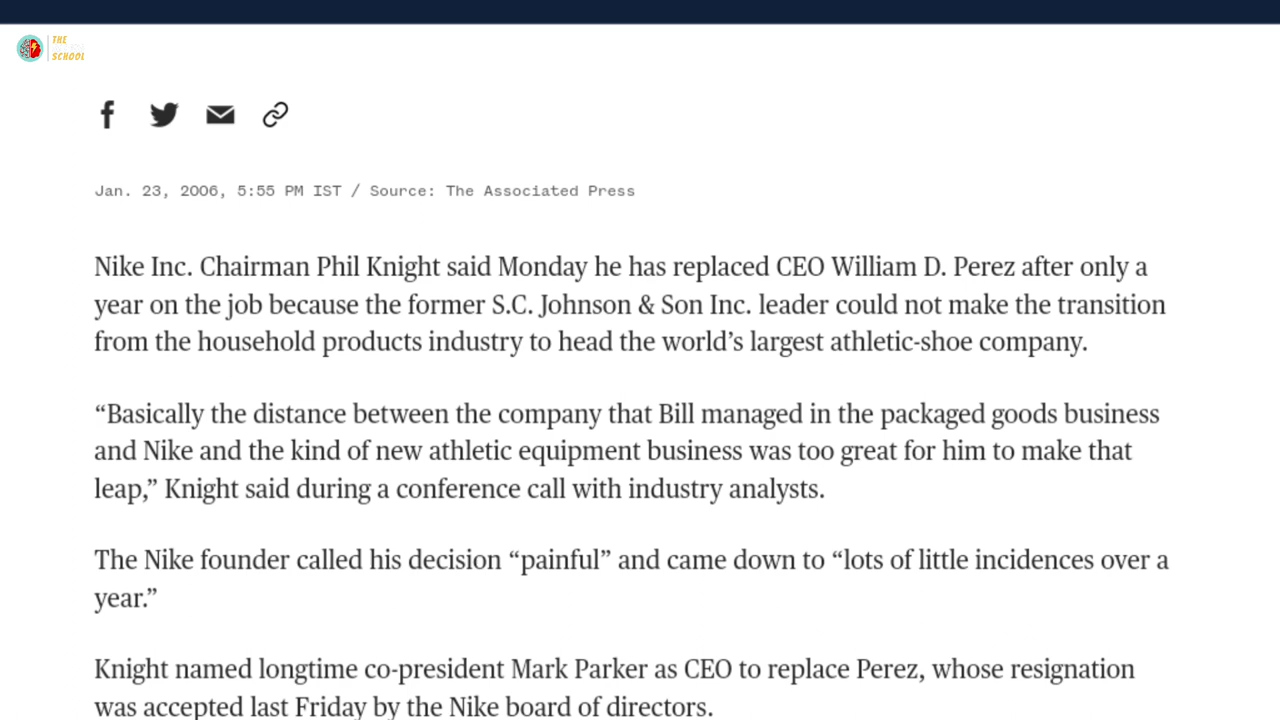 THE
SCHOOL
Jan. 23, 2006, 5:55 PM IST / Source: The Associated Press
Nike Inc. Chairman Phil Knight said Monday he has replaced CEO William D. Perez after only a
year on the job because the former S.C. Johnson & Son Inc. leader could not make the transition
from the household products industry to head the world’s largest athletic-shoe company.
“Basically the distance between the company that Bill managed in the packaged goods business
and Nike and the kind of new athletic equipment business was too great for him to make that
leap,” Knight said during a conference call with industry analysts.
The Nike founder called his decision “painful” and came down to “lots of little incidences over a
year.”
Knight named longtime co-president Mark Parker as CEO to replace Perez, whose resignation
was accepted last Friday by the Nike board of directors.